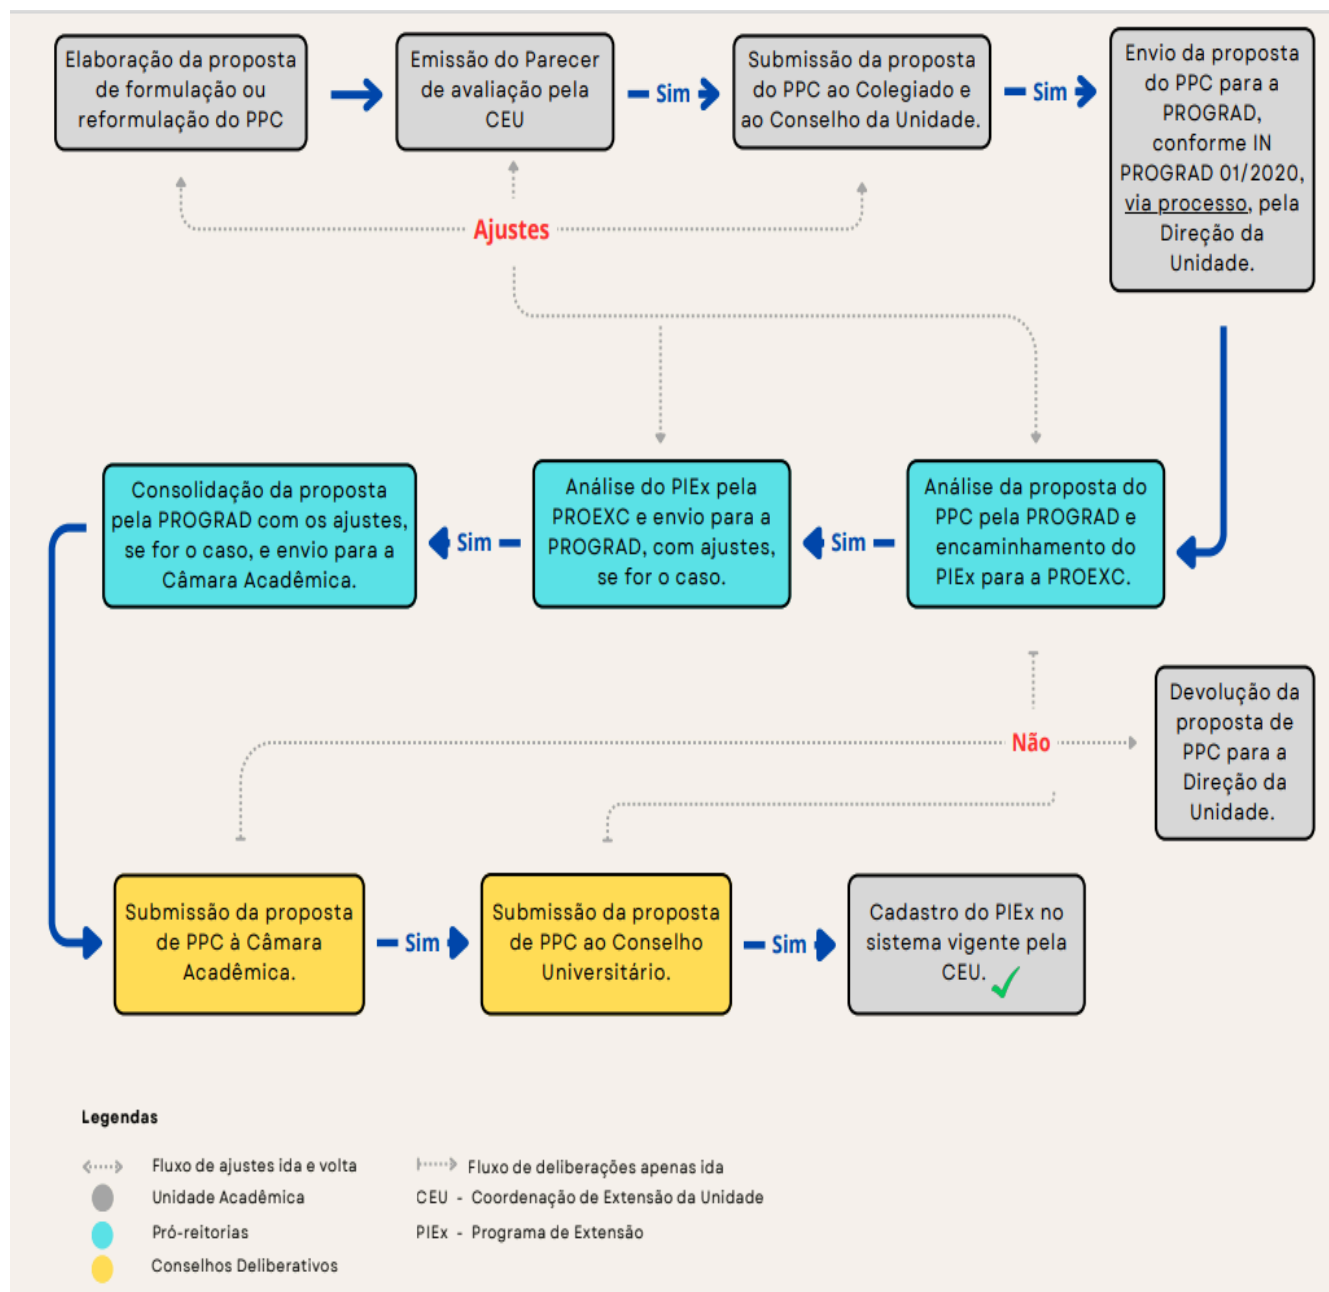 Elaboração da proposta
de formulação ou
reformulação do PPC
Emissão do Parecer
de avaliação pela
CEU
Sim
Submissão da proposta
do PPC ao Colegiado e
ao Conselho da Unidade.
Sim
Envio da proposta
do PPC para a
PROGRAD,
conforme IN
PROGRAD 01/2020,
via processo, pela
Direção da
Unidade.
Ajustes
Consolidação da proposta
pela PROGRAD com os ajustes,
se for o caso, e envio para a
Câmara Acadêmica.
Sim
Análise do PIEx pela
PROEXC e envio para a
PROGRAD, com ajustes,
se for o caso.
Sim
Análise da proposta do
PPC pela PROGRAD e
encaminhamento do
PIEx para a PROEXC.
Não
Devolução da
proposta de
PPC para a
Direção da
Unidade.
Submissão da proposta
de PPC à Câmara
Acadêmica.
Sim
Submissão da proposta
de PPC ao Conselho
Universitário.
Sim
Cadastro do PIEx no
sistema vigente pela
CEU.
Legendas
Fluxo de ajustes ida e volta
Unidade Acadêmica
Pró-reitorias
Conselhos Deliberativos
Fluxo de deliberações apenas ida
CEU - Coordenação de Extensão da Unidade
PIEx - Programa de Extensão